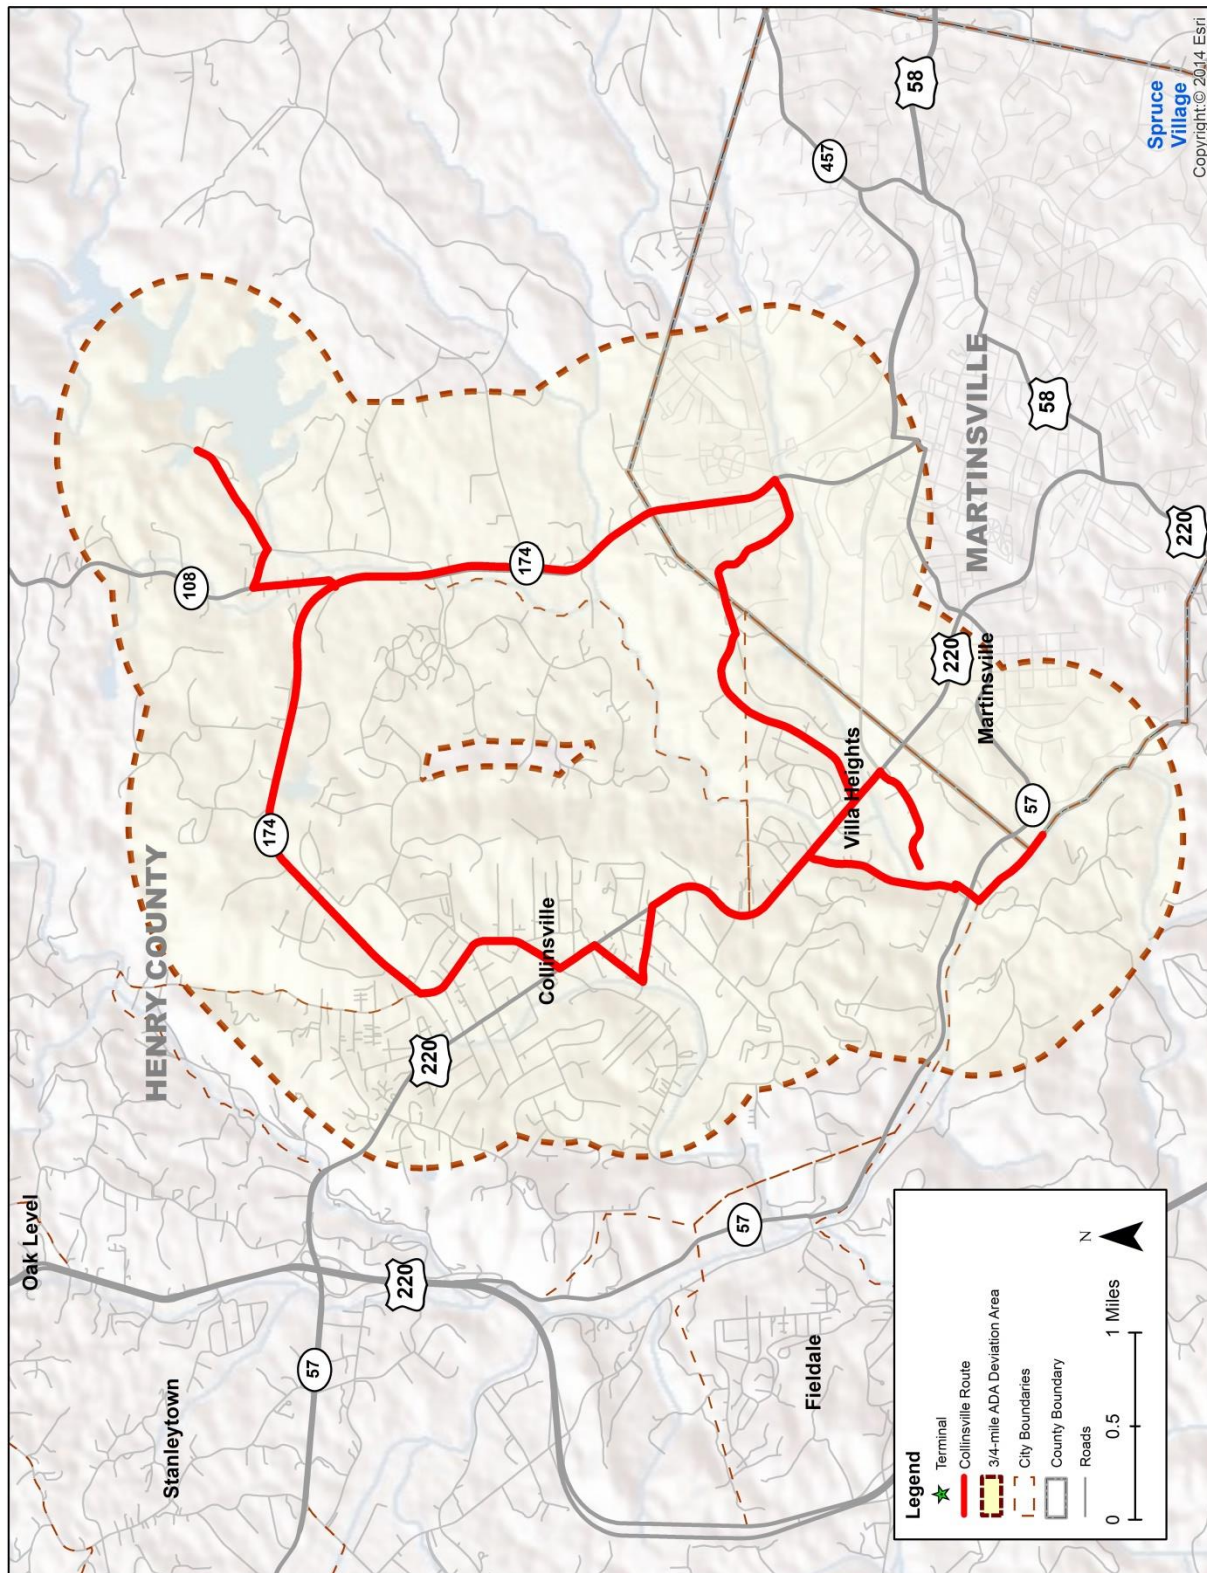 Oak Level
Stanleytown
57
220
HENRY COUNTY
108
174
174
220
Collinsville
57
Fieldale
Villa Heights
220
Martinsville
57
MARTINSVILLE
457
58
58
220
Spruce
Village
Copyright:© 2014 Esri
Legend
Terminal
Collinsville Route
3/4-mile ADA Deviation Area
City Boundaries
County Boundary
Roads
N
0 0.5 1 Miles